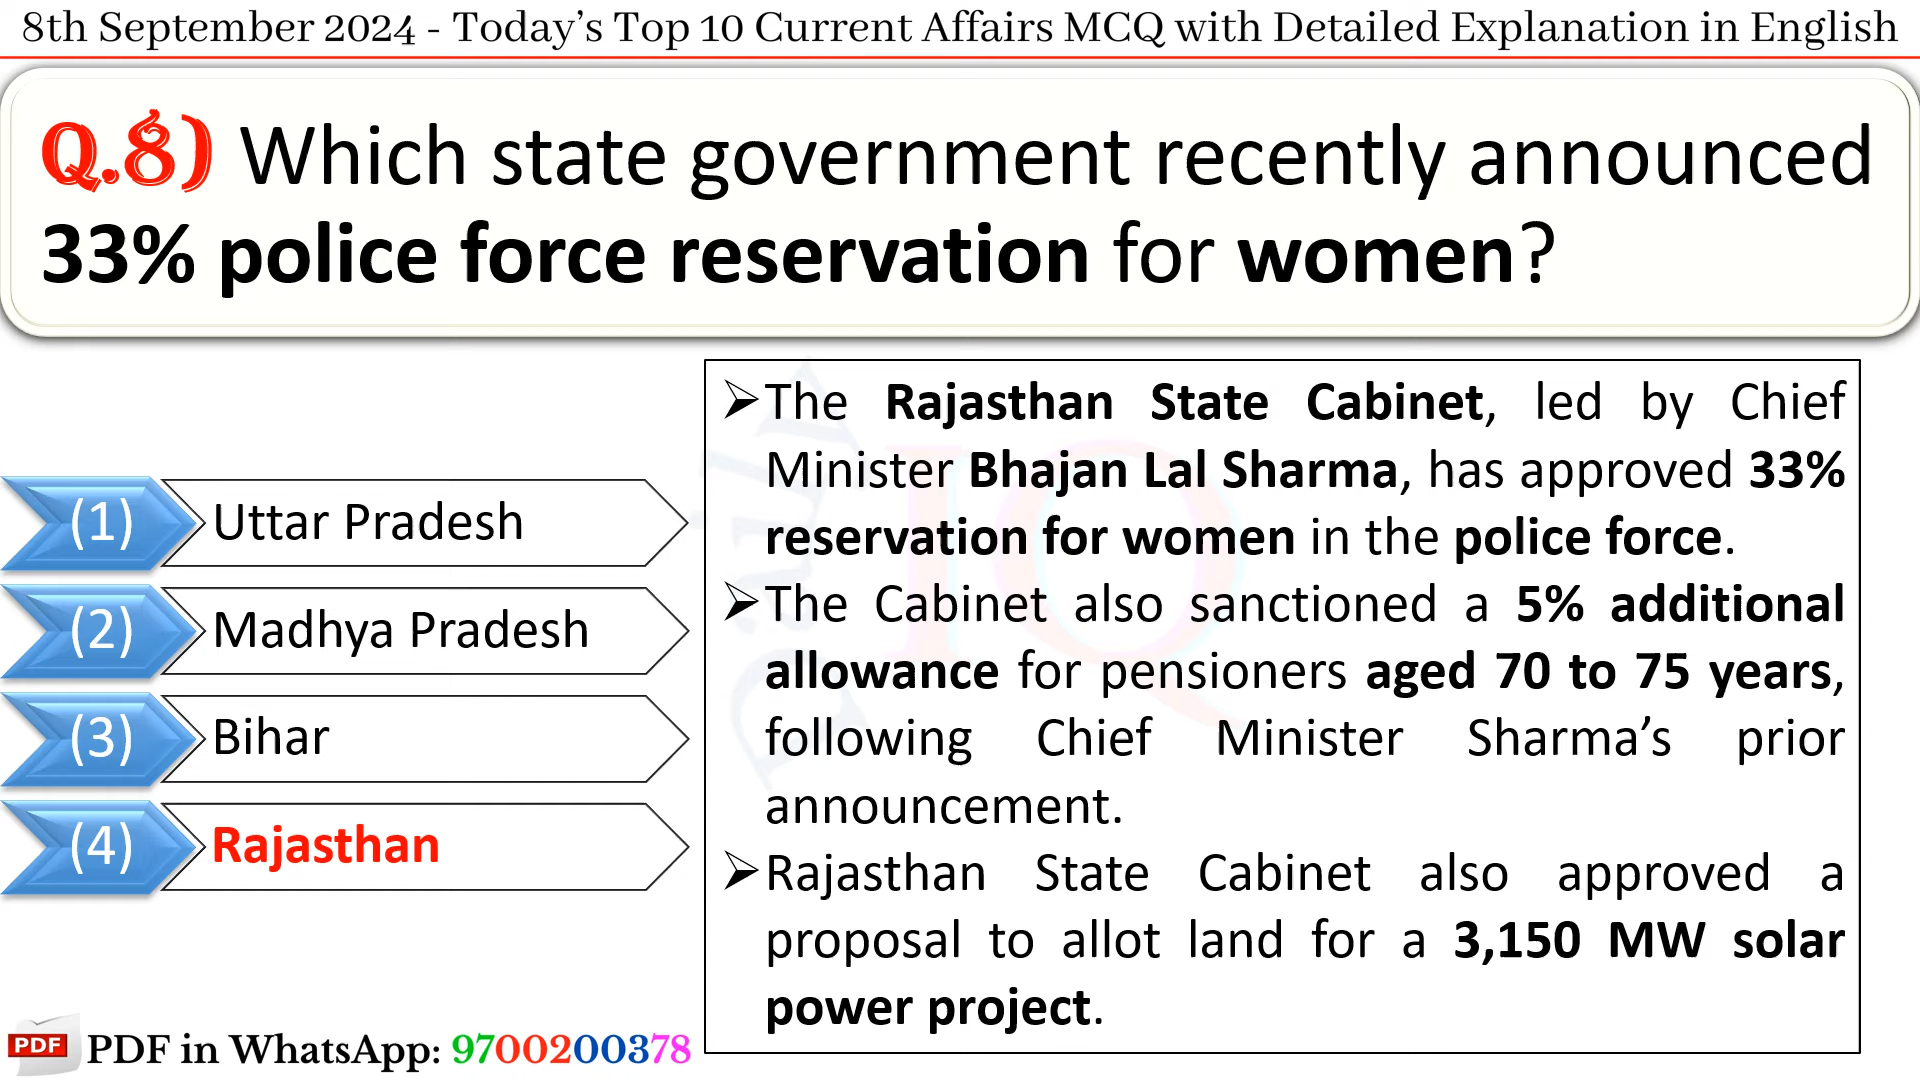 8th September 2024 - Today's Top 10 Current Affairs MCQ with Detailed Explanation in English
Q.8) Which state government recently announced
33% police force reservation for women?
(1) Uttar Pradesh
(2) Madhya Pradesh
(3) Bihar
(4) Rajasthan
➢The Rajasthan State Cabinet, led by Chief
Minister Bhajan Lal Sharma, has approved 33%
reservation for women in the police force.
➢The Cabinet also sanctioned a 5% additional
allowance for pensioners aged 70 to 75 years,
following Chief Minister Sharma's prior
announcement.
➢Rajasthan State Cabinet also approved a
proposal to allot land for a 3,150 MW solar
power project.
Daily IQ
PDF PDF in WhatsApp: 9700200378